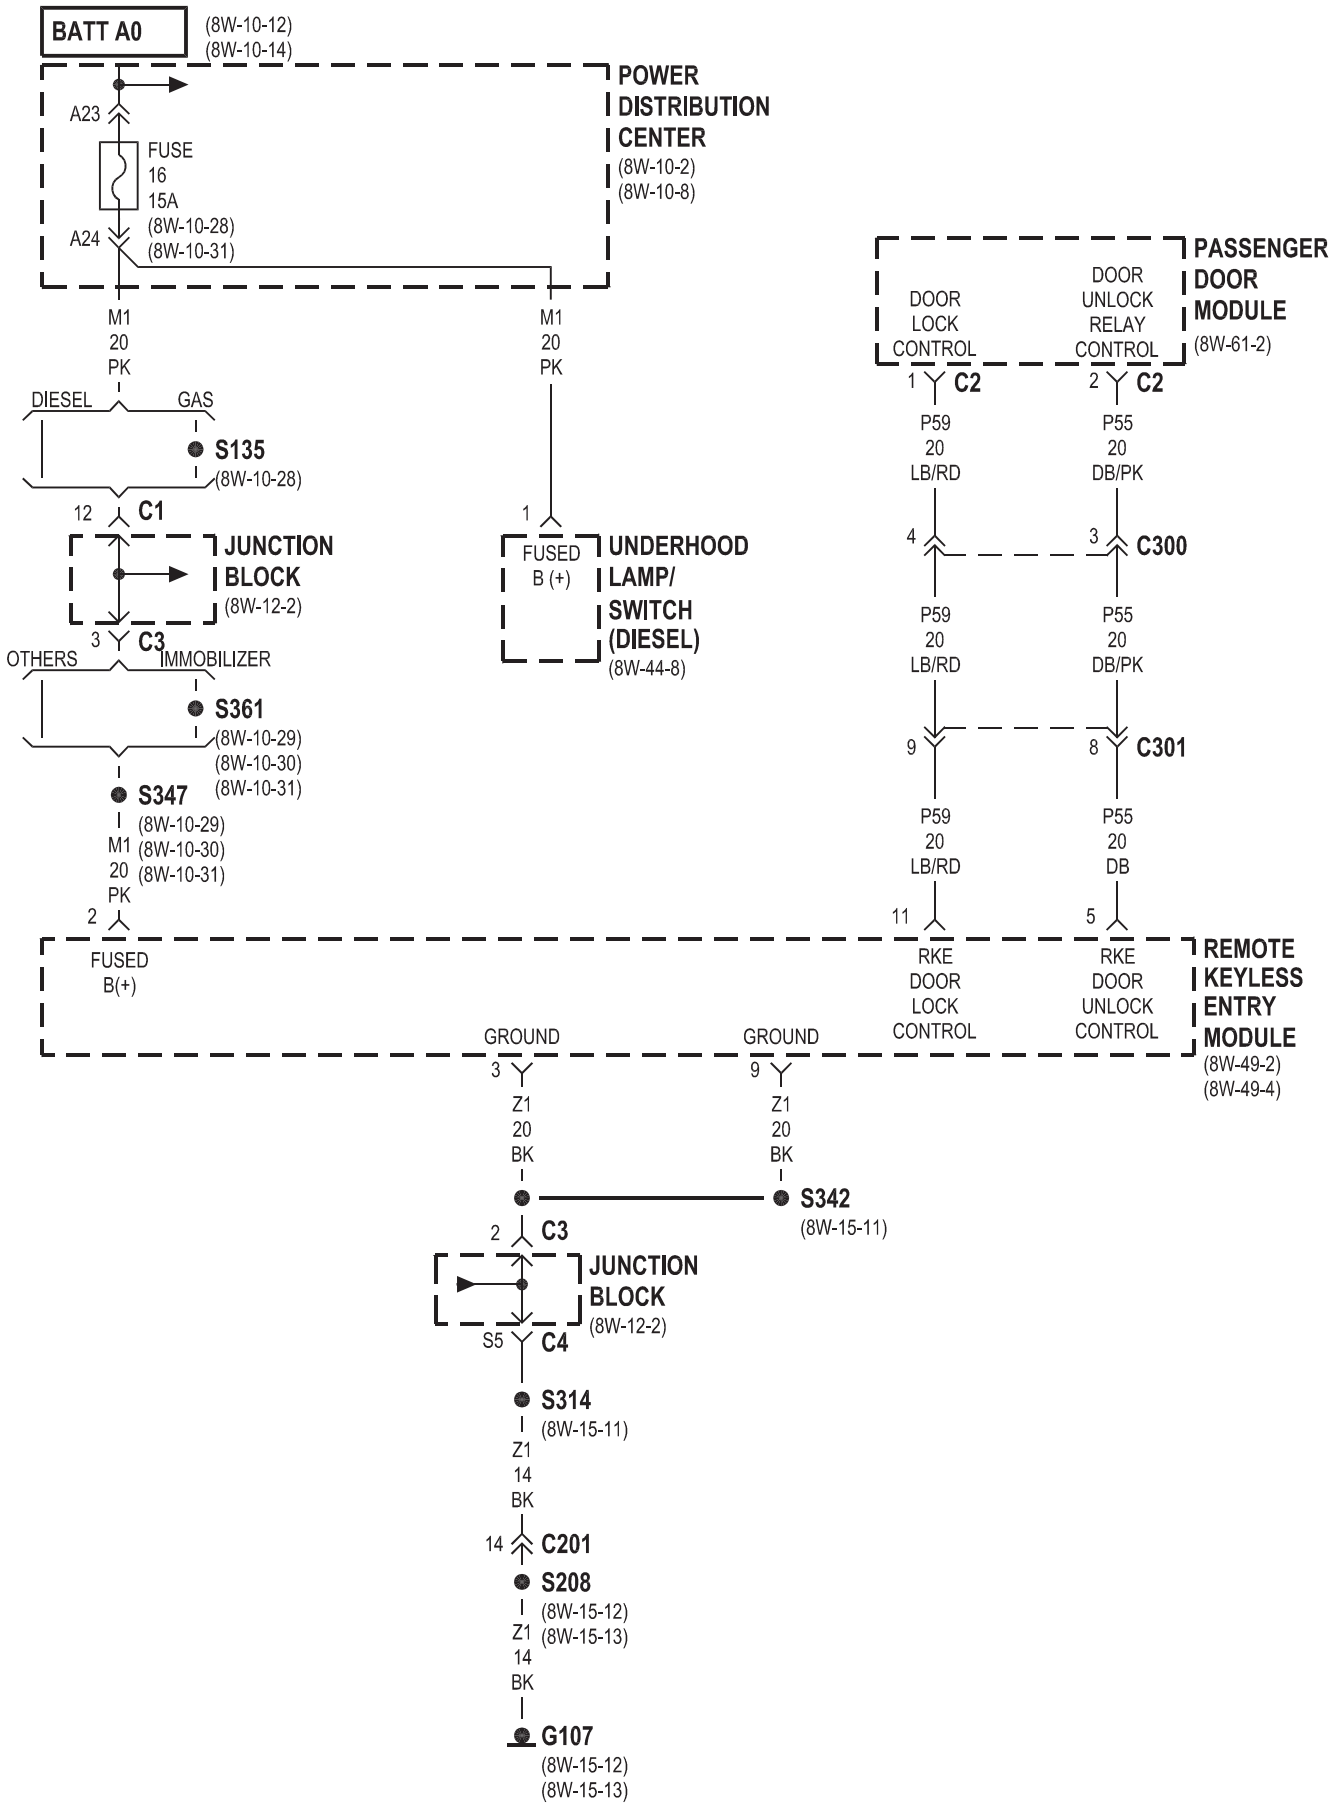 BATT A0
(8W-10-12)
(8W-10-14)
POWER
DISTRIBUTION
CENTER
(8W-10-2)
(8W-10-8)
A23
FUSE
16
15A
(8W-10-28)
(8W-10-31)
A24
M1
20
PK
M1
20
PK
PASSENGER
DOOR
MODULE
(8W-61-2)
DOOR
LOCK
CONTROL
DOOR
UNLOCK
RELAY
CONTROL
1
C2
2
C2
P59
20
LB/RD
P55
20
DB/PK
DIESEL
GAS
S135
(8W-10-28)
12
C1
JUNCTION
BLOCK
(8W-12-2)
1
FUSED
B (+)
UNDERHOOD
LAMP/
SWITCH
(DIESEL)
(8W-44-8)
4
3
C300
P59
20
LB/RD
P55
20
DB/PK
3
C3
OTHERS
IMMOBILIZER
S361
(8W-10-29)
(8W-10-30)
(8W-10-31)
9
8
C301
S347
(8W-10-29)
(8W-10-30)
(8W-10-31)
M1
20
PK
P59
20
LB/RD
P55
20
DB
2
11
5
FUSED
B(+)
RKE
DOOR
LOCK
CONTROL
RKE
DOOR
UNLOCK
CONTROL
REMOTE
KEYLESS
ENTRY
MODULE
(8W-49-2)
(8W-49-4)
GROUND
GROUND
3
9
Z1
20
BK
Z1
20
BK
S342
(8W-15-11)
2
C3
JUNCTION
BLOCK
(8W-12-2)
S5
C4
S314
(8W-15-11)
Z1
14
BK
14
C201
S208
(8W-15-12)
(8W-15-13)
Z1
14
BK
G107
(8W-15-12)
(8W-15-13)